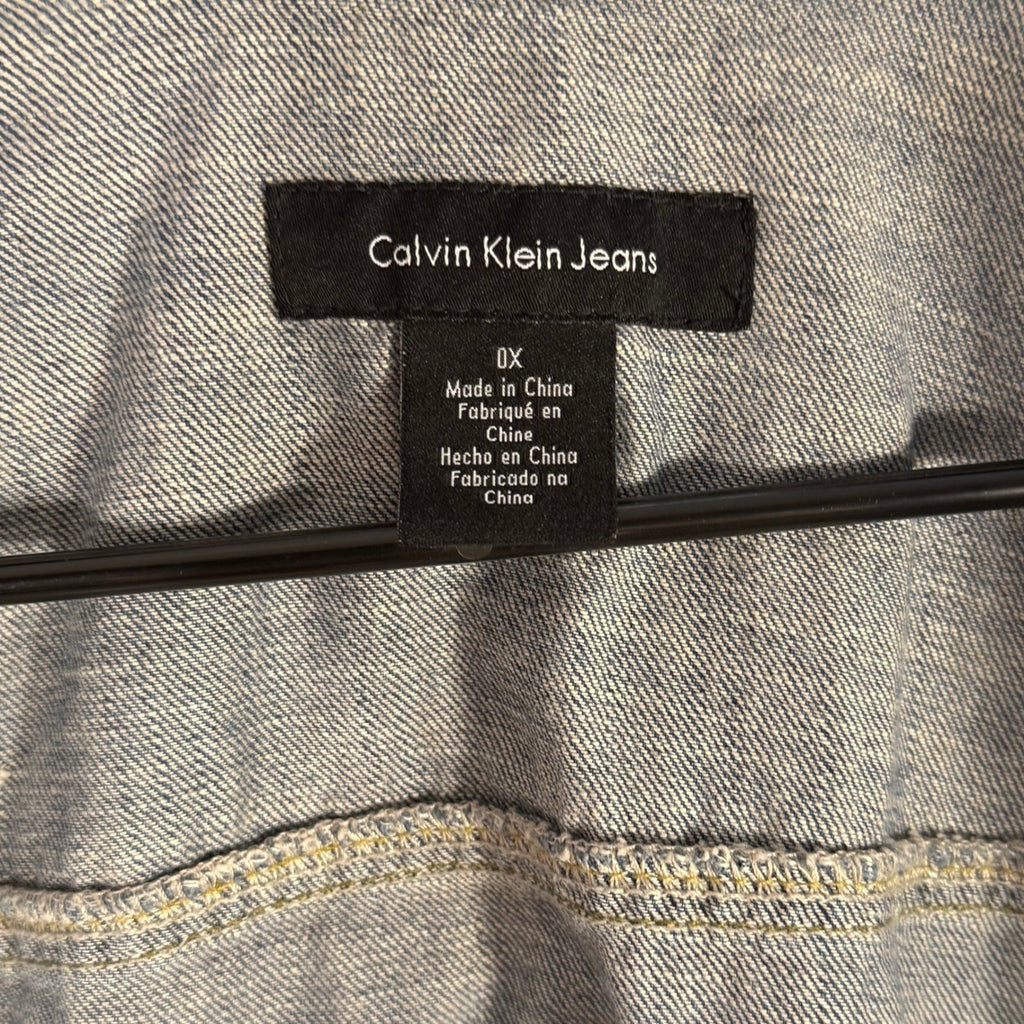 Calvin Klein Jeans
0X
Made in China
Fabriqué en
Chine
Hecho en China
Fabricado na
China